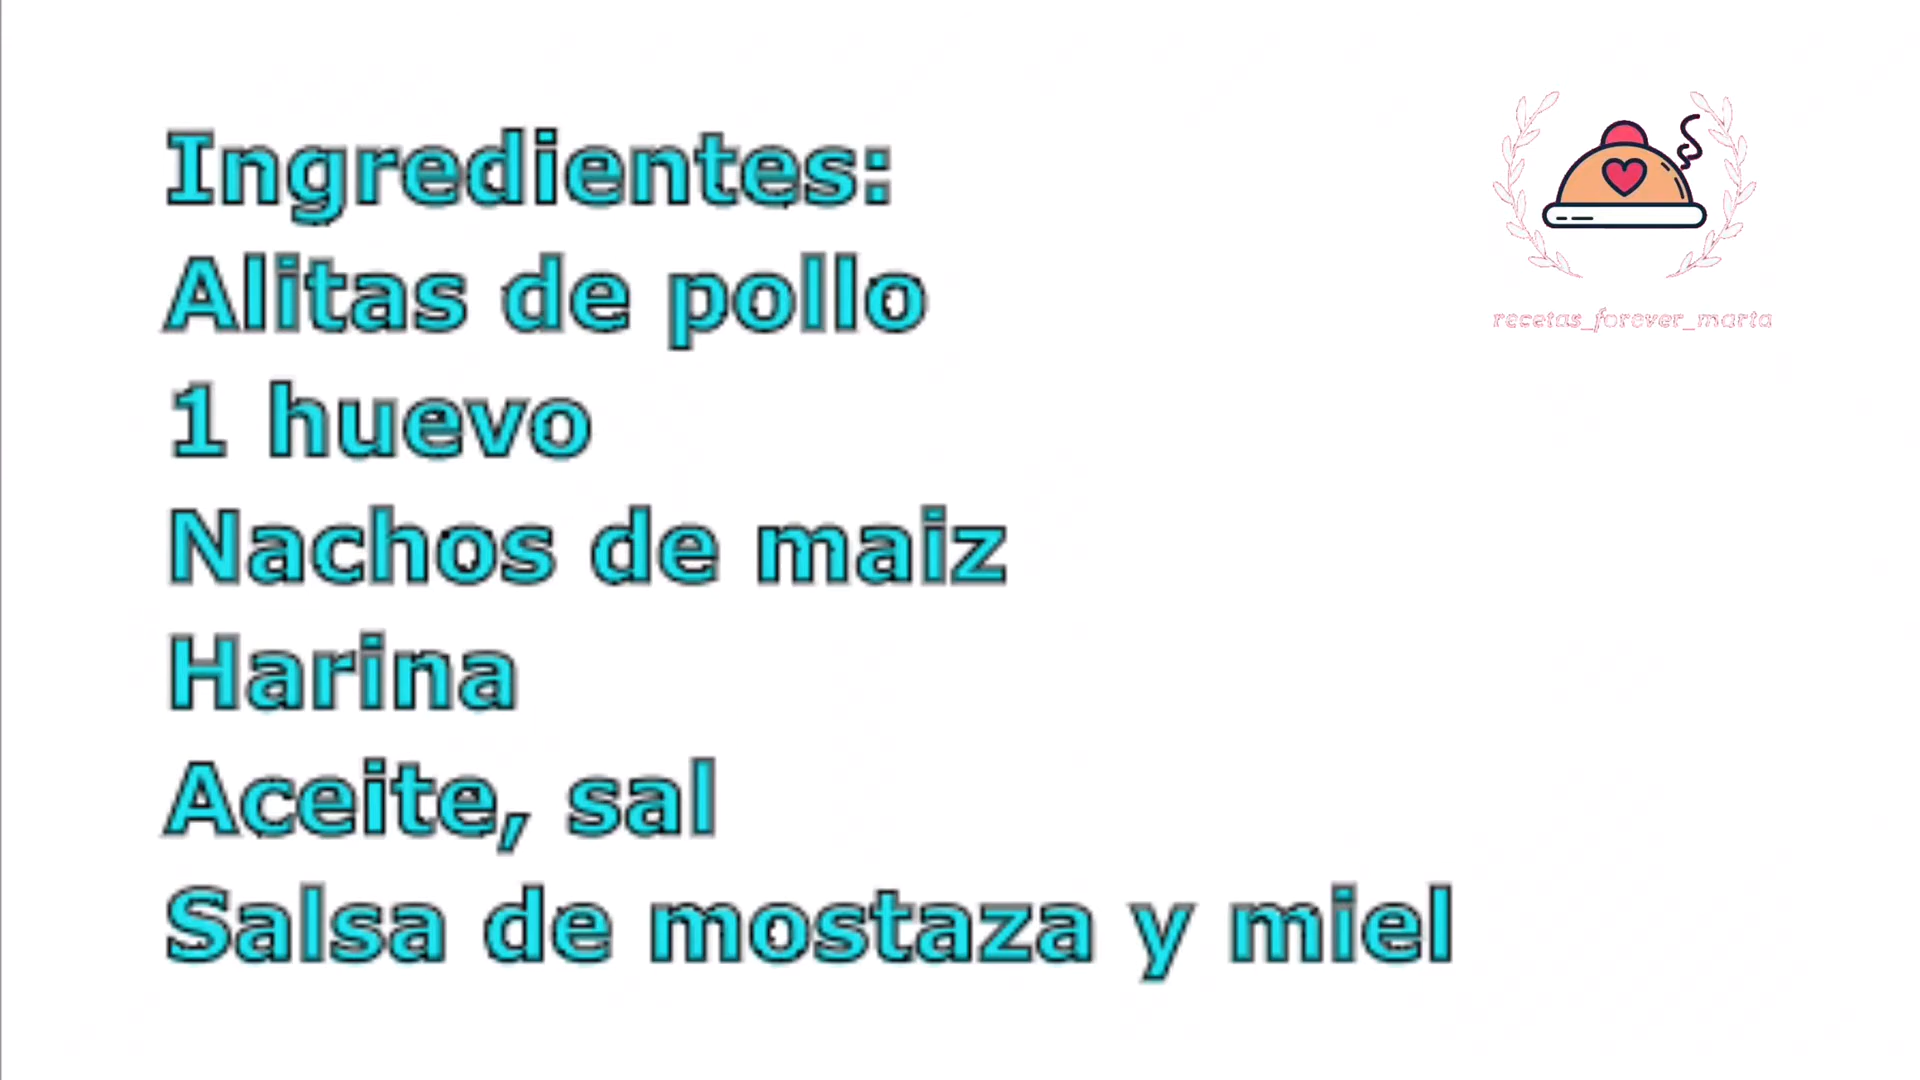 Ingredientes:
Alitas de pollo
1 huevo
Nachos de maiz
Harina
Aceite, sal
Salsa de mostaza y miel
recetas_forever_marta